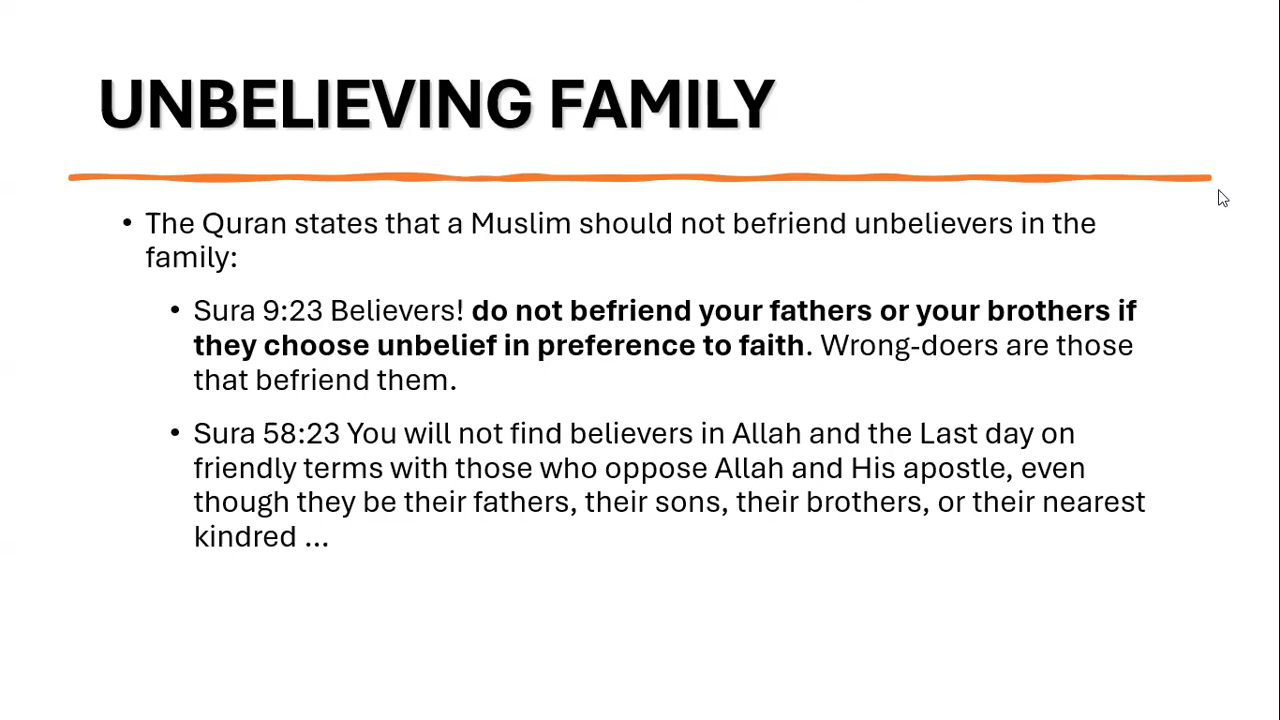 UNBELIEVING FAMILY
• The Quran states that a Muslim should not befriend unbelievers in the
family:
• Sura 9:23 Believers! do not befriend your fathers or your brothers if
they choose unbelief in preference to faith. Wrong-doers are those
that befriend them.
• Sura 58:23 You will not find believers in Allah and the Last day on
friendly terms with those who oppose Allah and His apostle, even
though they be their fathers, their sons, their brothers, or their nearest
kindred ...